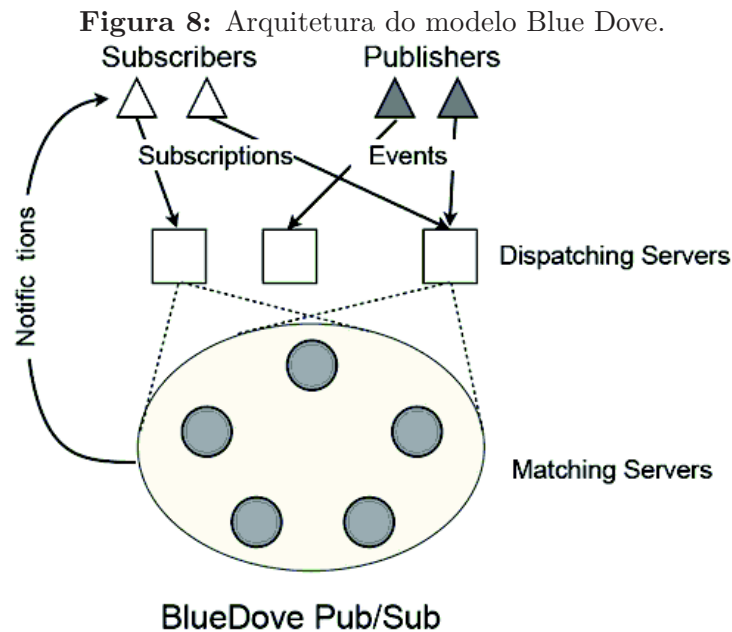 Figura 8: Arquitetura do modelo Blue Dove.
Subscribers
Publishers
Subscriptions
Events
Notific tions
Dispatching Servers
Matching Servers
BlueDove Pub/Sub